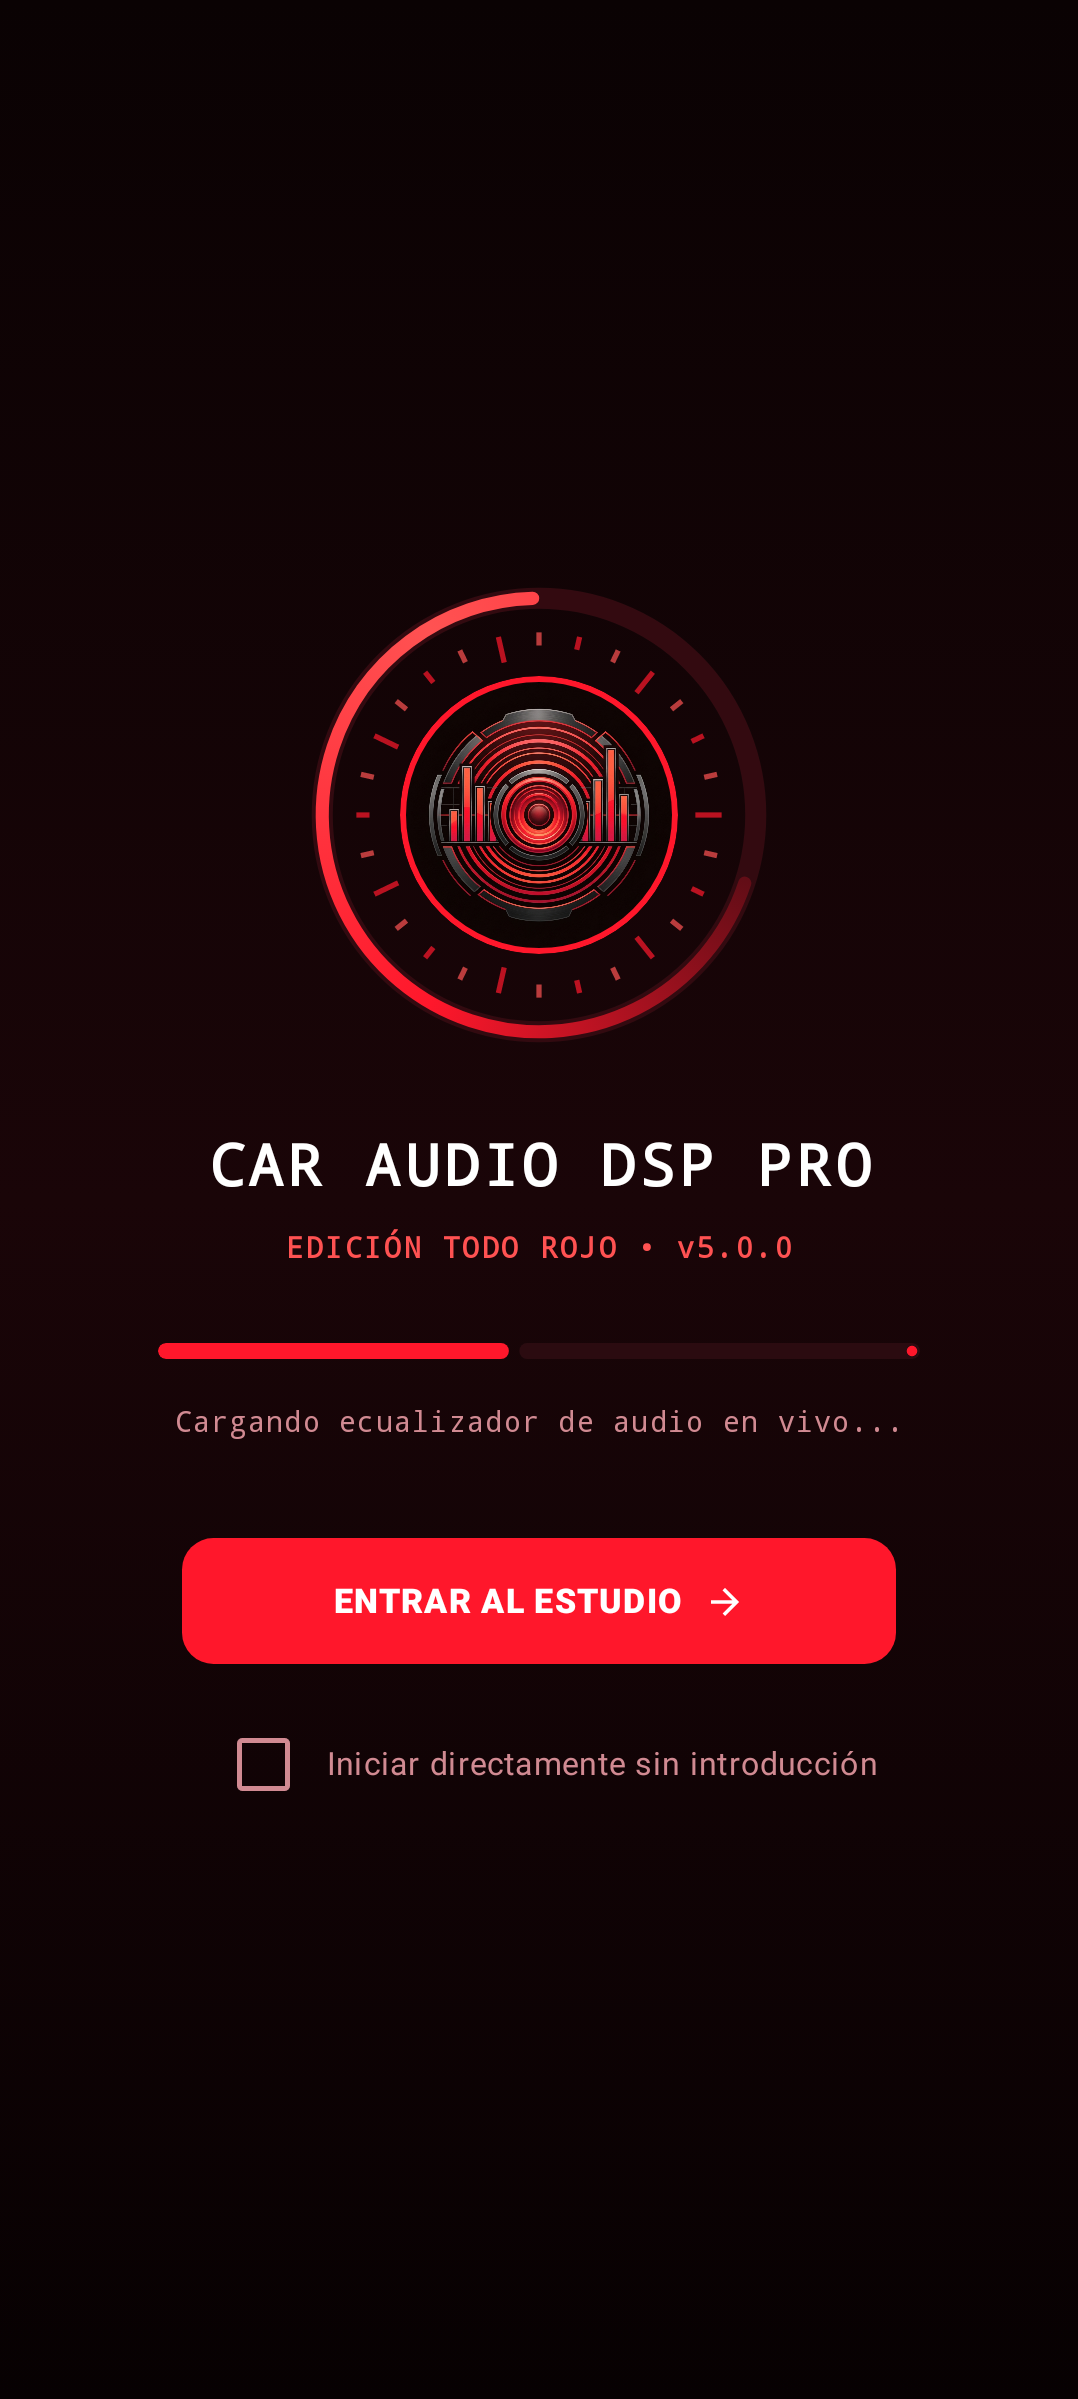 CAR AUDIO DSP PRO
EDICIÓN TODO ROJO • v5.0.0
Cargando ecualizador de audio en vivo...
ENTRAR AL ESTUDIO →
Iniciar directamente sin introducción